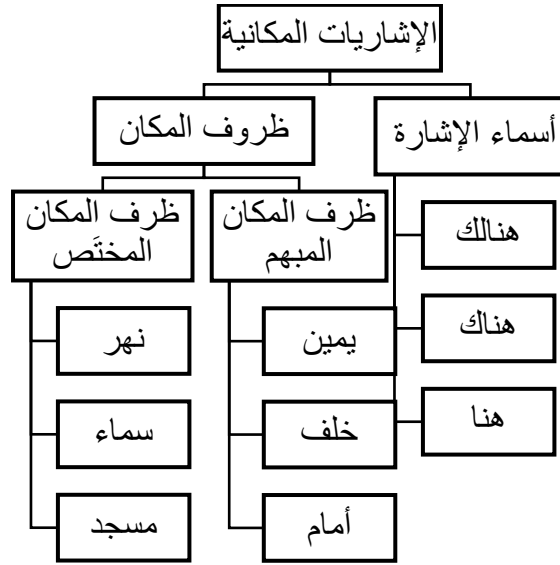 الإشاريات المكانية
أسماء الإشارة
هنالك
هناك
هنا
ظروف المكان
ظرف المكان
المبهم
يمين
خلف
أمام
ظرف المكان
المختَص
نهر
سماء
مسجد